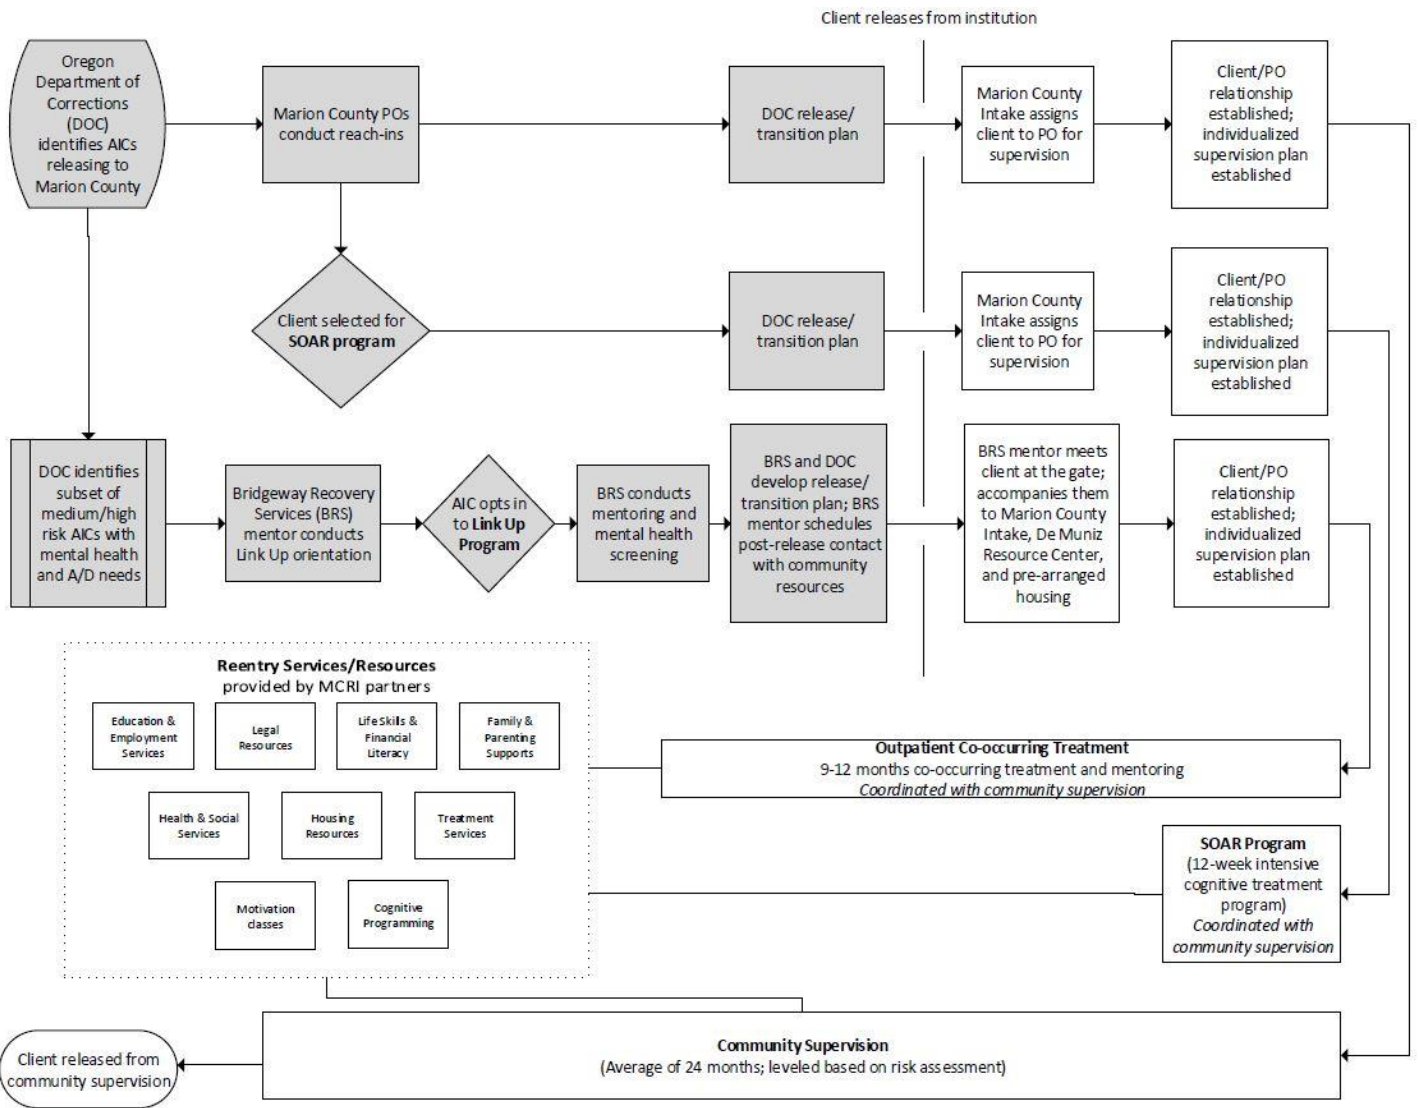 Client releases from institution
Oregon
Department of
Corrections
(DOC)
identifies AICs
releasing to
Marion County
Marion County POs
conduct reach-ins
DOC release/
transition plan
Marion County
Intake assigns
client to PO for
supervision
Client/PO
relationship
established;
individualized
supervision plan
established
Client selected for
SOAR program
DOC release/
transition plan
Marion County
Intake assigns
client to PO for
supervision
Client/PO
relationship
established;
individualized
supervision plan
established
DOC identifies
subset of
medium/high
risk AICs with
mental health
and A/D needs
Bridgeway Recovery
Services (BRS)
mentor conducts
Link Up orientation
AIC opts in
to Link Up
Program
BRS conducts
mentoring and
mental health
screening
BRS and DOC
develop release/
transition plan; BRS
mentor schedules
post-release contact
with community
resources
BRS mentor meets
client at the gate;
accompanies them
to Marion County
Intake, De Muniz
Resource Center,
and pre-arranged
housing
Client/PO
relationship
established;
individualized
supervision plan
established
Reentry Services/Resources
provided by MCRI partners
Education &
Employment
Services
Legal
Resources
Life Skills &
Financial
Literacy
Family &
Parenting
Supports
Health & Social
Services
Housing
Resources
Treatment
Services
Motivation
classes
Cognitive
Programming
Outpatient Co-occurring Treatment
9-12 months co-occurring treatment and mentoring
Coordinated with community supervision
SOAR Program
(12-week intensive
cognitive treatment
program)
Coordinated with
community supervision
Community Supervision
(Average of 24 months; leveled based on risk assessment)
Client released from
community supervision